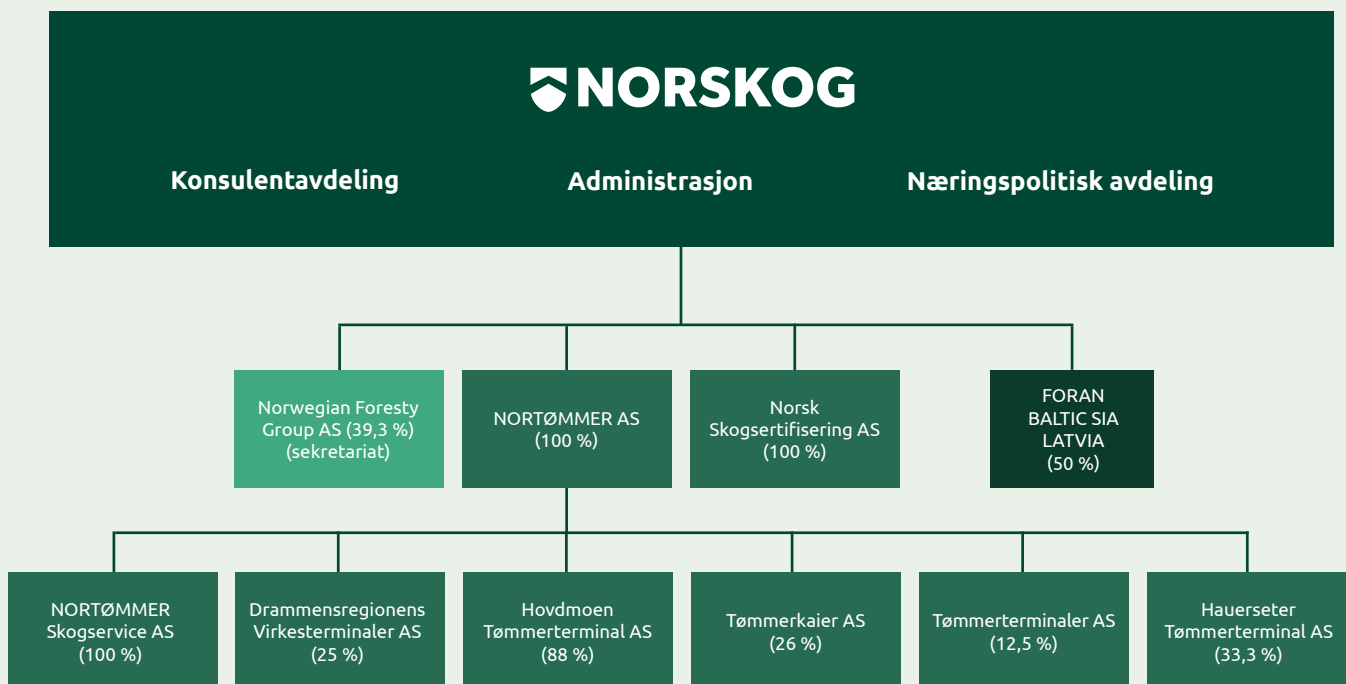 NORSKOG
Konsulentavdeling
Administrasjon
Næringspolitisk avdeling
Norwegian Foresty
Group AS (39,3 %)
(sekretariat)
NORTØMMER AS
(100 %)
Norsk
Skogsertifisering AS
(100 %)
FORAN
BALTIC SIA
LATVIA
(50 %)
NORTØMMER
Skogservice AS
(100 %)
Drammensregionens
Virkesterminaler AS
(25 %)
Hovdmoen
Tømmerterminal AS
(88 %)
Tømmerkaier AS
(26 %)
Tømmerterminaler AS
(12,5 %)
Hauerseter
Tømmerterminal AS
(33,3 %)